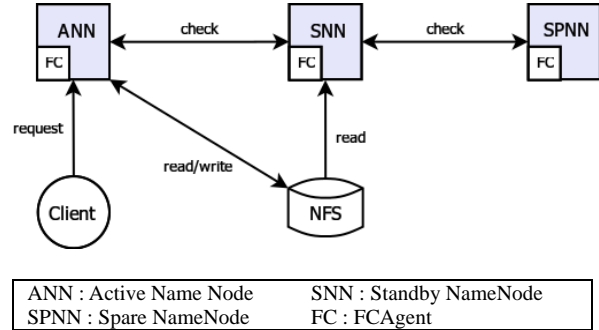 ANN
check
SNN
check
SPNN
FC
FC
FC
request
read/write
read
Client
NFS
ANN : Active Name Node SNN : Standby NameNode
SPNN : Spare NameNode FC : FCAgent